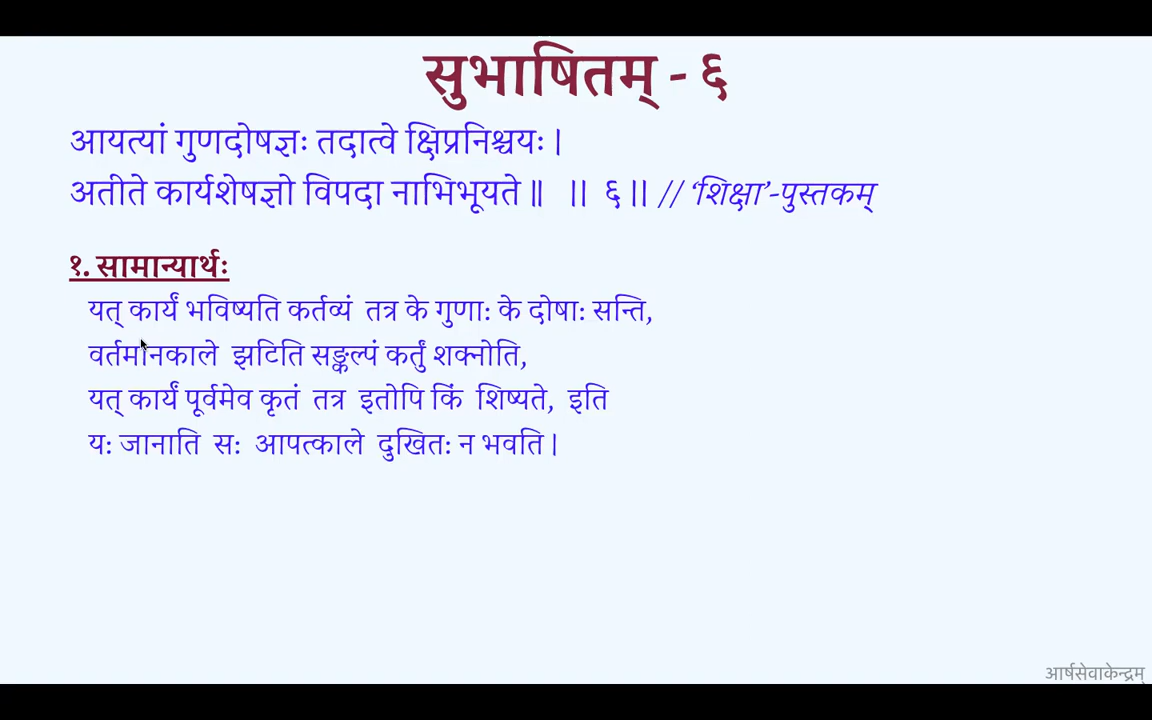 सुभाषितम् - ६
आयत्यां गुणदोषज्ञः तदात्वे क्षिप्रनिश्चयः ।
अतीते कार्यशेषज्ञो विपदा नाभिभूयते ॥ ॥ ६ ॥ // ‘शिक्षा’-पुस्तकम्
१. सामान्यार्थः
यत् कार्यं भविष्यति कर्तव्यं तत्र के गुणाः के दोषाः सन्ति,
वर्तमानकाले झटिति सङ्कल्पं कर्तुं शक्नोति,
यत् कार्यं पूर्वमेव कृतं तत्र इतोपि किं शिष्यते, इति
यः जानाति सः आपत्काले दुखितः न भवति ।
आर्षसेवाकेन्द्रम्